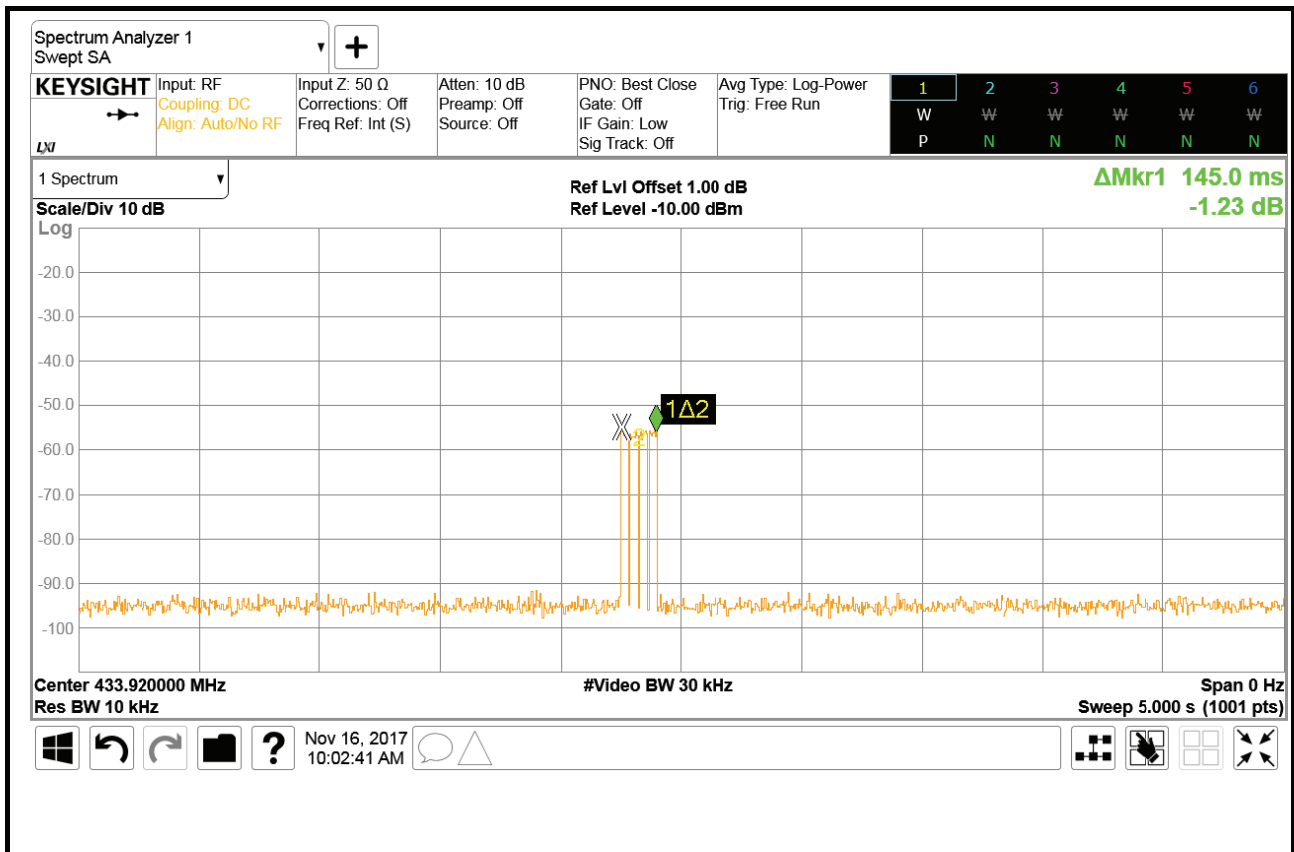 Spectrum Analyzer 1
Swept SA
KEYSIGHT
LXI
Input: RF
Coupling: DC
Align: Auto/No RF
Input Z: 50 Ω
Corrections: Off
Freq Ref: Int (S)
Atten: 10 dB
Preamp: Off
Source: Off
PNO: Best Close
Gate: Off
IF Gain: Low
Sig Track: Off
Avg Type: Log-Power
Trig: Free Run
1 2 3 4 5 6
W W W W W W
P N N N N N
1 Spectrum
Scale/Div 10 dB
Log
Ref Lvl Offset 1.00 dB
Ref Level -10.00 dBm
ΔMkr1 145.0 ms
-1.23 dB
-20.0
-30.0
-40.0
-50.0
-60.0
-70.0
-80.0
-90.0
-100
1Δ2
2
Center 433.920000 MHz
Res BW 10 kHz
#Video BW 30 kHz
Span 0 Hz
Sweep 5.000 s (1001 pts)
?
Nov 16, 2017
10:02:41 AM